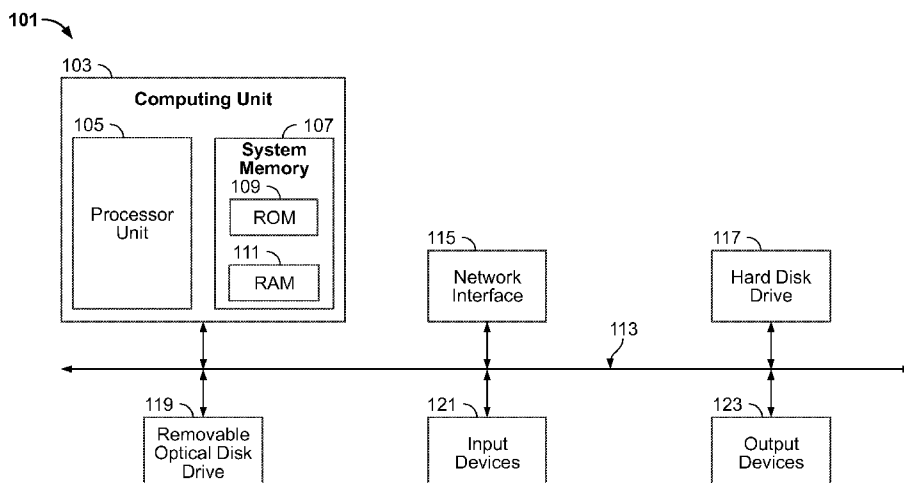 101
103
Computing Unit
105
107
Processor
Unit
System
Memory
109
ROM
111
RAM
115
Network
Interface
117
Hard Disk
Drive
113
119
Removable
Optical Disk
Drive
121
Input
Devices
123
Output
Devices